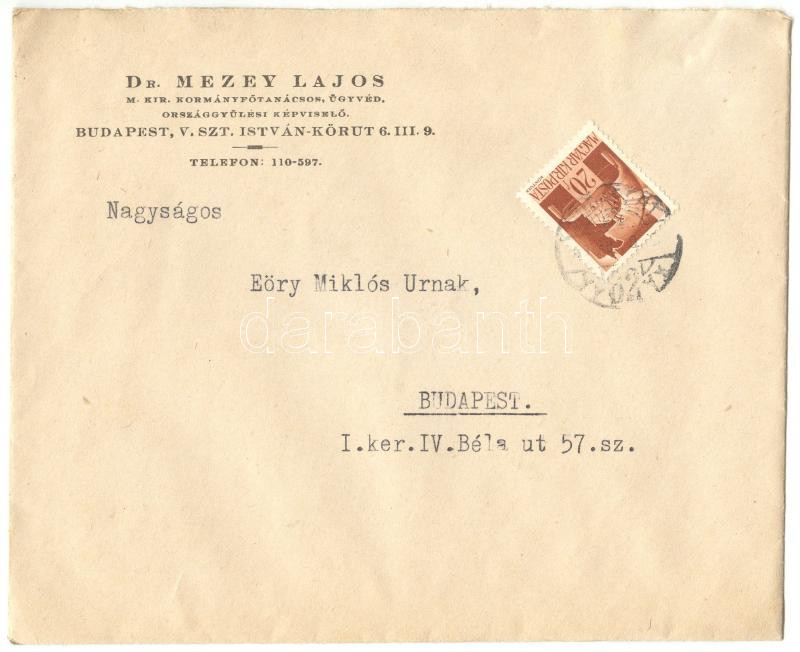 DR. MEZEY LAJOS
M. KIR. KORMÁNYFŐTANÁCSOS, ÜGYVÉD,
ORSZÁGGYÜLÉSI KÉPVISELŐ.
BUDAPEST, V. SZT. ISTVÁN-KÖRUT 6. III. 9.
TELEFON: 110-597.
MAGYAR KIR. POSTA
20
Nagyságos
Eöry Miklós Urnak,
darabanth
BUDAPEST.
I.ker.IV.Béla ut 57.sz.